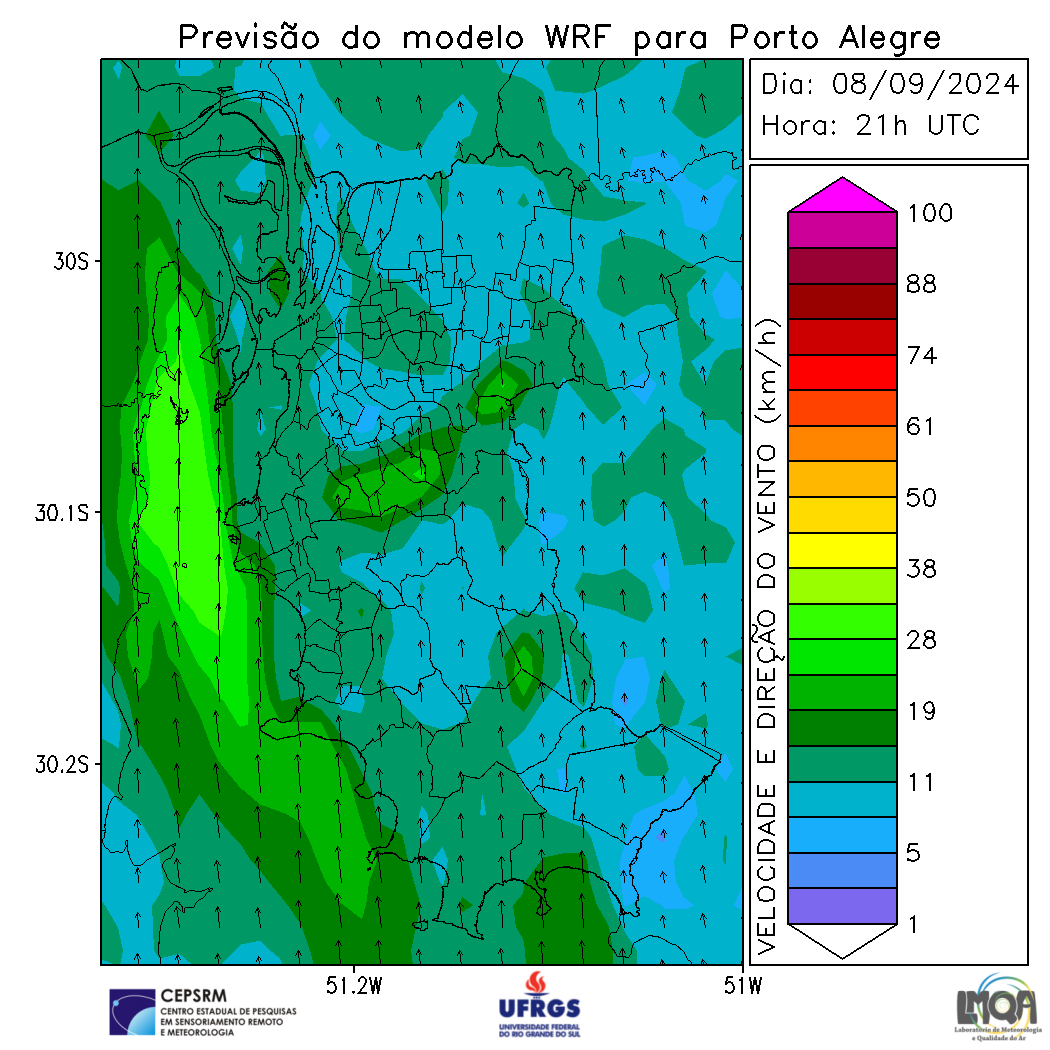 Previsão do modelo WRF para Porto Alegre
Dia: 08/09/2024
Hora: 21h UTC
30S
30.1S
30.2S
51.2W
51W
VELOCIDADE E DIREÇÃO DO VENTO (km/h)
100
88
74
61
50
38
28
19
11
5
1
CEPSRM
CENTRO ESTADUAL DE PESQUISAS
EM SENSORIAMENTO REMOTO
E METEOROLOGIA
UFRGS
UNIVERSIDADE FEDERAL
DO RIO GRANDE DO SUL
LMQA
Laboratório de Meteorologia
e Qualidade do Ar